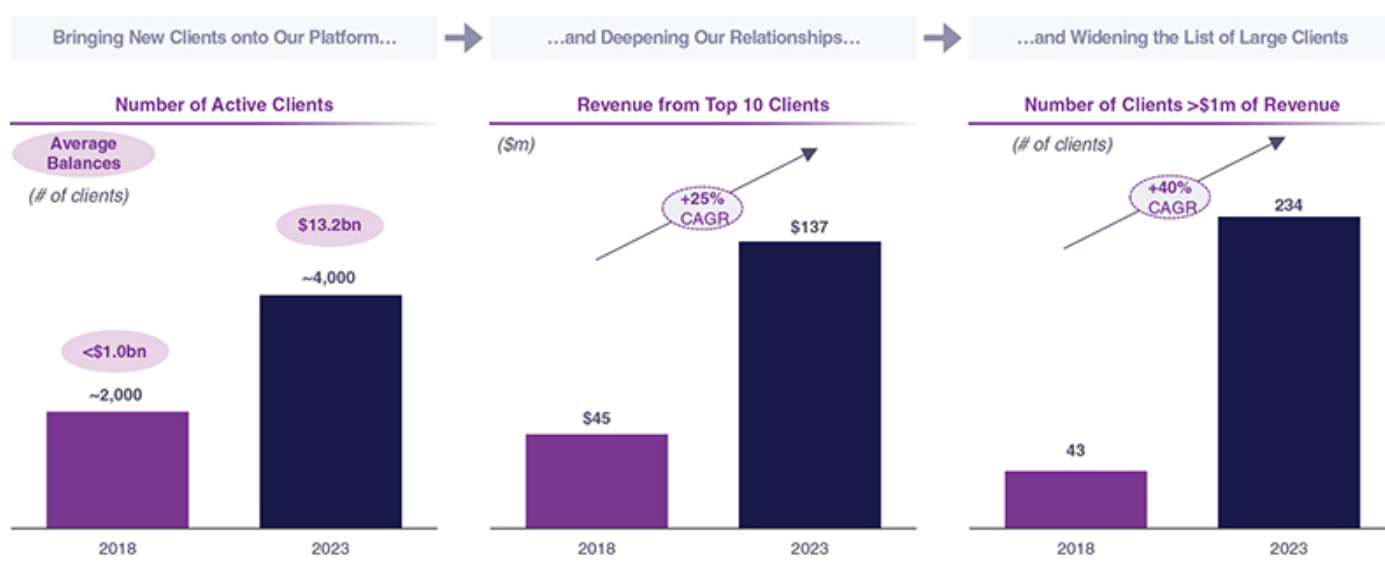 Bringing New Clients onto Our Platform…
…and Deepening Our Relationships…
…and Widening the List of Large Clients
Number of Active Clients
Average
Balances
(# of clients)
$13.2bn
~4,000
<$1.0bn
~2,000
2018
2023
Revenue from Top 10 Clients
($m)
+25%
CAGR
$137
$45
2018
2023
Number of Clients >$1m of Revenue
(# of clients)
+40%
CAGR
234
43
2018
2023